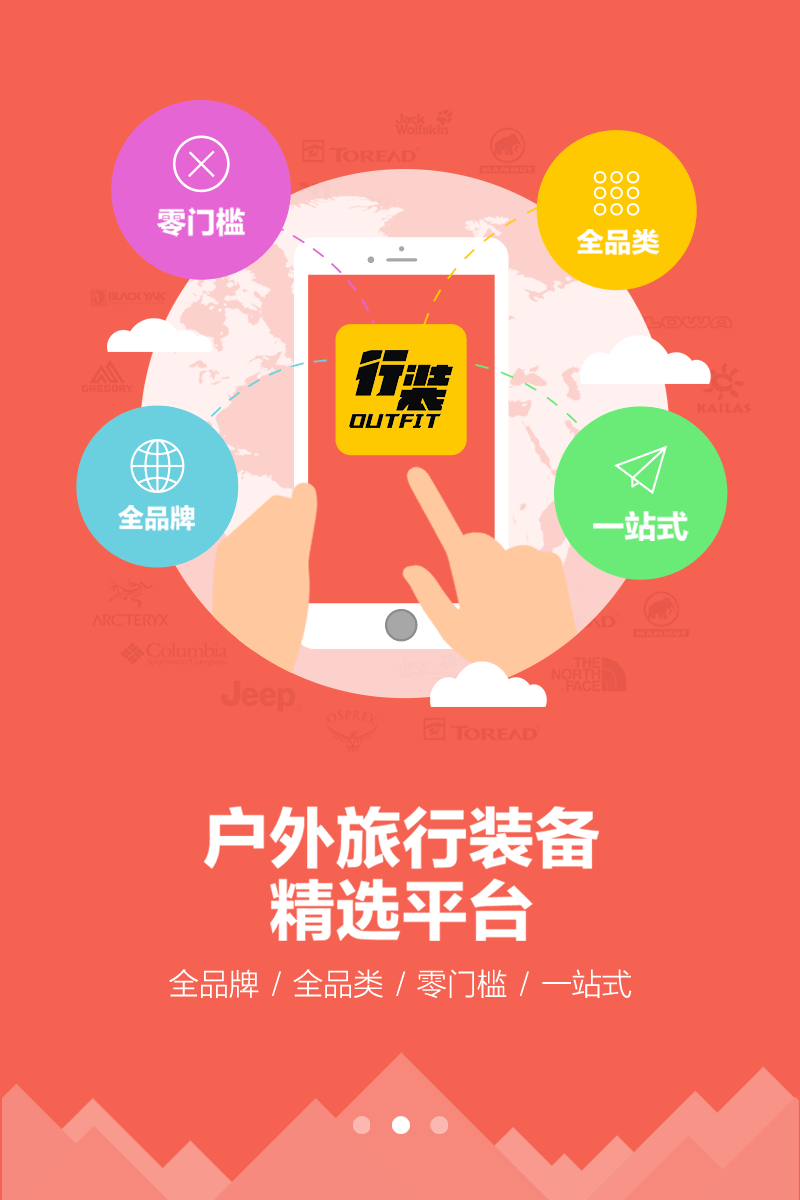 Jack
Wolfskin
TOREAD
MAMMUT
零门槛
全品类
BLACKYAK
LOWA
行装
OUTFIT
GREGORY
KAILAS
全品牌
一站式
ARC'TERYX
MAMMUT
Columbia
Sportswear Company
THE
NORTH
FACE
Jeep
OSPREY
TOREAD
户外旅行装备
精选平台
全品牌 / 全品类 / 零门槛 / 一站式